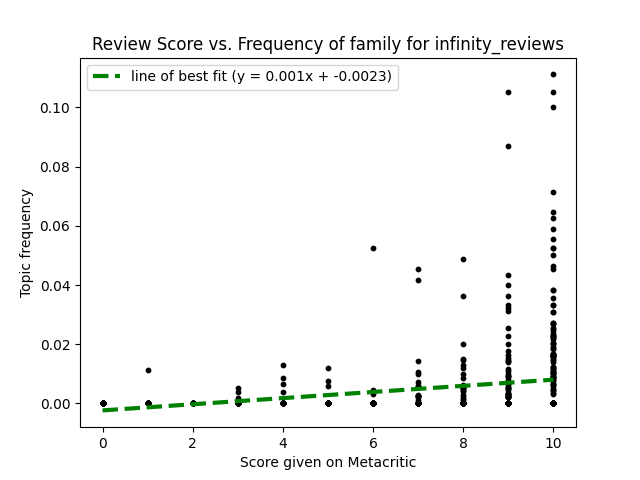 Review Score vs. Frequency of family for infinity_reviews
line of best fit (y = 0.001x + -0.0023)
Topic frequency
0.10
0.08
0.06
0.04
0.02
0.00
0 2 4 6 8 10
Score given on Metacritic